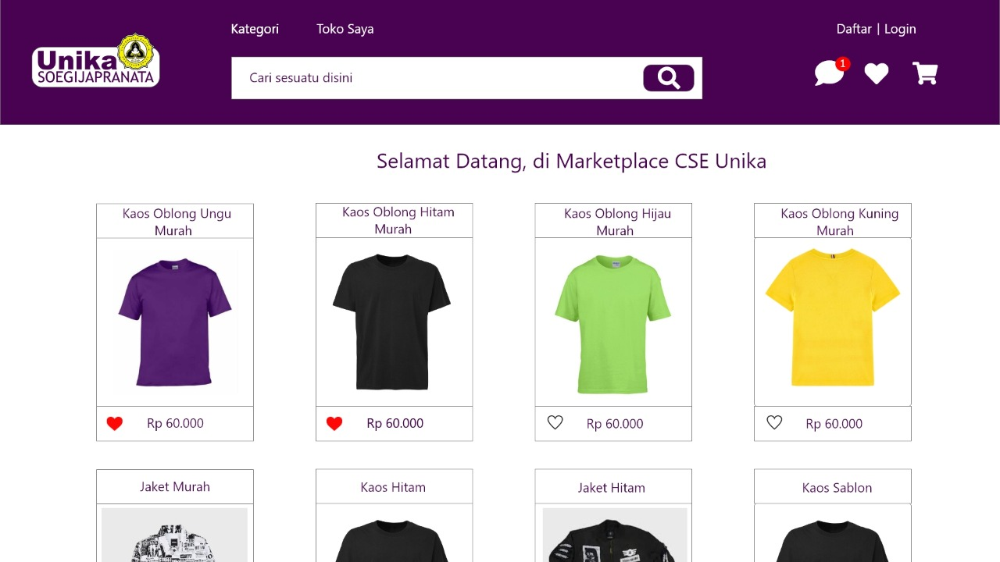 Kategori
Toko Saya
Daftar | Login
Unika
SOEGIJAPRANATA
Cari sesuatu disini
1
Selamat Datang, di Marketplace CSE Unika
Kaos Oblong Ungu
Murah
Kaos Oblong Hitam
Murah
Kaos Oblong Hijau
Murah
Kaos Oblong Kuning
Murah
Rp 60.000
Rp 60.000
Rp 60.000
Rp 60.000
Jaket Murah
Kaos Hitam
Jaket Hitam
Kaos Sablon